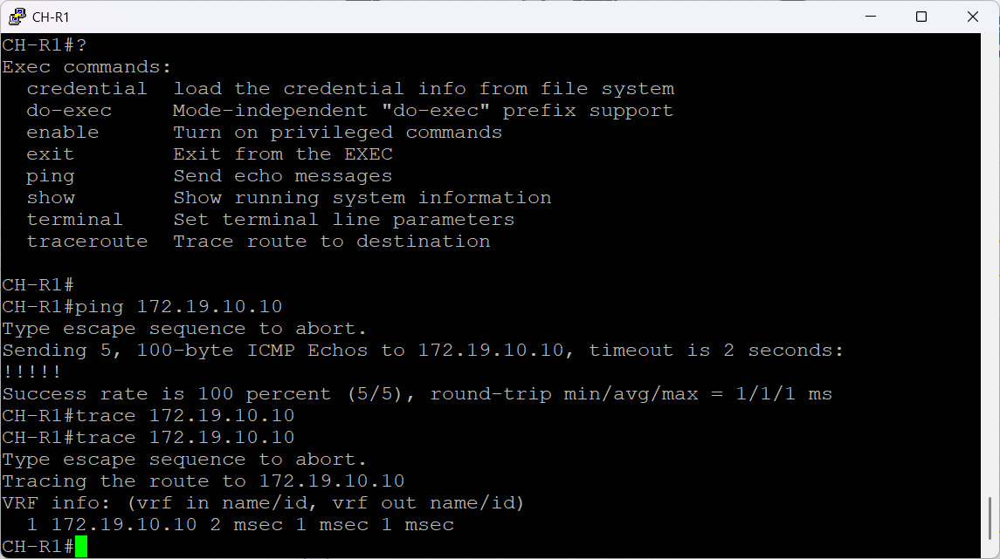 CH-R1
CH-R1#?
Exec commands:
  credential  load the credential info from file system
  do-exec     Mode-independent "do-exec" prefix support
  enable      Turn on privileged commands
  exit        Exit from the EXEC
  ping        Send echo messages
  show        Show running system information
  terminal    Set terminal line parameters
  traceroute  Trace route to destination

CH-R1#
CH-R1#ping 172.19.10.10
Type escape sequence to abort.
Sending 5, 100-byte ICMP Echos to 172.19.10.10, timeout is 2 seconds:
!!!!!
Success rate is 100 percent (5/5), round-trip min/avg/max = 1/1/1 ms
CH-R1#trace 172.19.10.10
CH-R1#trace 172.19.10.10
Type escape sequence to abort.
Tracing the route to 172.19.10.10
VRF info: (vrf in name/id, vrf out name/id)
  1 172.19.10.10 2 msec 1 msec 1 msec
CH-R1#